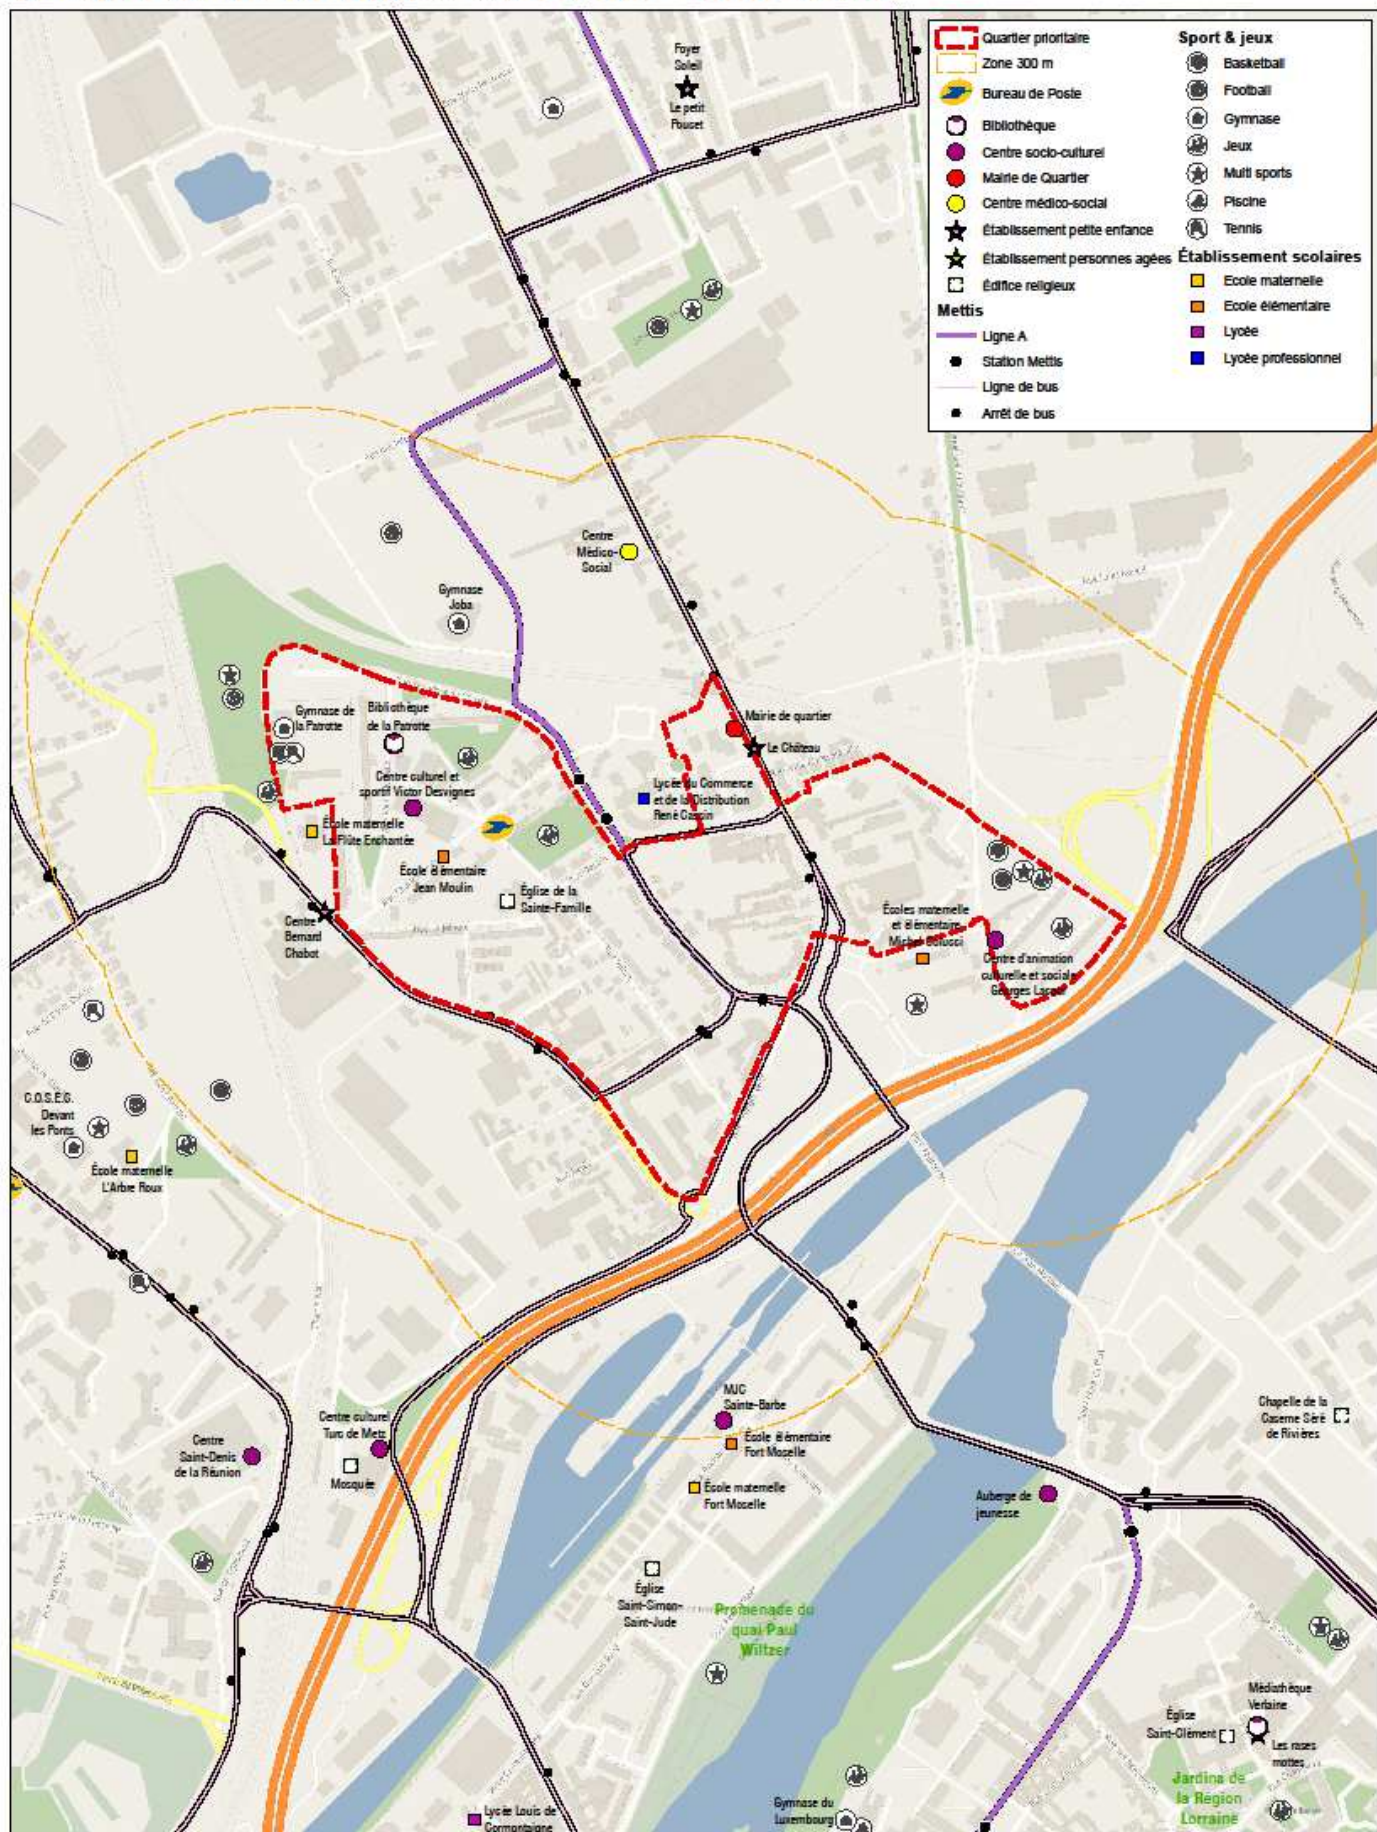 Quartier prioritaire
Zone 300 m
Bureau de Poste
Bibliothèque
Centre socio-culturel
Mairie de Quartier
Centre médico-social
Établissement petite enfance
Établissement personnes agées
Édifice religieux
Mettis
Ligne A
Station Mettis
Ligne de bus
Arrêt de bus
Sport & jeux
Basketball
Football
Gymnase
Jeux
Multi sports
Piscine
Tennis
Établissement scolaires
Ecole maternelle
Ecole élémentaire
Lycée
Lycée professionnel
Foyer
Soleil
Le petit
Poucet
Centre
Médico-
Social
Gymnase
Joba
Gymnase de
la Patrotte
Bibliothèque
de la Patrotte
Centre culturel et
sportif Victor Desvignes
École maternelle
La Flûte Enchantée
École élémentaire
Jean Moulin
Église de la
Sainte-Famille
Centre
Bernard
Chabot
Mairie de quartier
Le Château
Lycée du Commerce
et de la Distribution
René Cassin
Écoles maternelle
et élémentaire
Michel Colucci
Centre d'animation
culturelle et sociale
Georges Lacour
C.O.S.E.G.
Devant
les Ponts
École maternelle
L'Arbre Roux
Centre
Saint-Denis
de la Réunion
Centre culturel
Turc de Metz
Mosquée
MJC
Sainte-Barbe
École élémentaire
Fort Moselle
École maternelle
Fort Moselle
Église
Saint-Simon-
Saint-Jude
Promenade du
quai Paul
Wiltzer
Auberge de
jeunesse
Chapelle de la
Caserne Séré
de Rivières
Médiathèque
Verlaine
Église
Saint-Clément
Les rases
mottes
Jardins de
la Région
Lorraine
Gymnase du
Luxembourg
Lycée Louis de
Cormontaigne